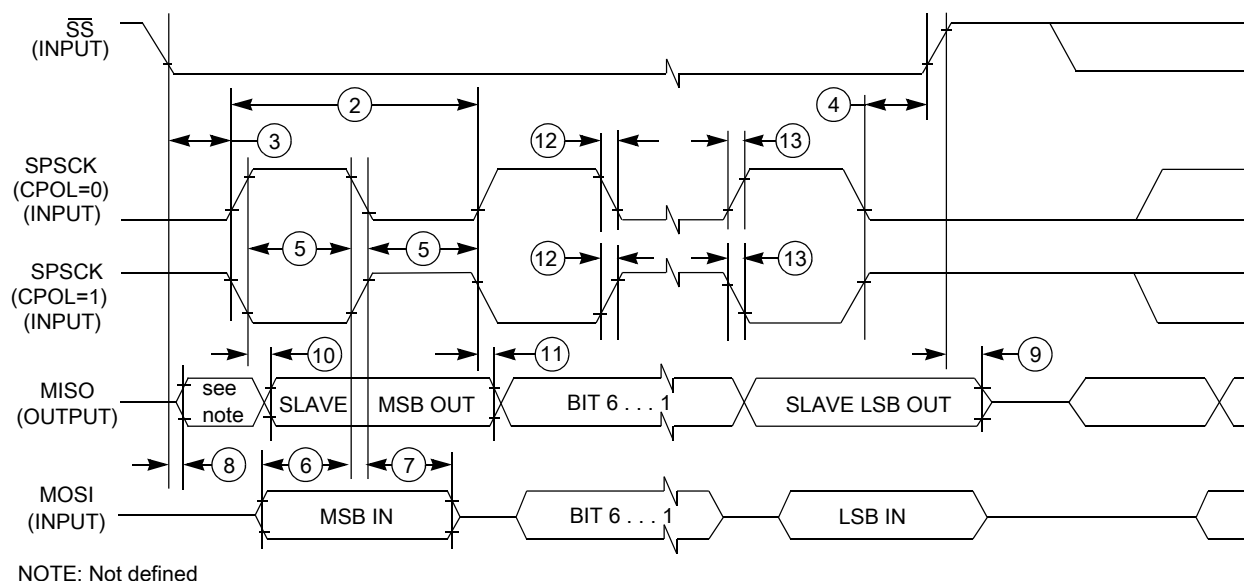 SS
(INPUT)
2
4
3
12
13
SPSCK
(CPOL=0)
(INPUT)
5
5
12
13
SPSCK
(CPOL=1)
(INPUT)
10
11
9
MISO
(OUTPUT)
see
note
SLAVE
MSB OUT
BIT 6 . . . 1
SLAVE LSB OUT
8
6
7
MOSI
(INPUT)
MSB IN
BIT 6 . . . 1
LSB IN
NOTE: Not defined